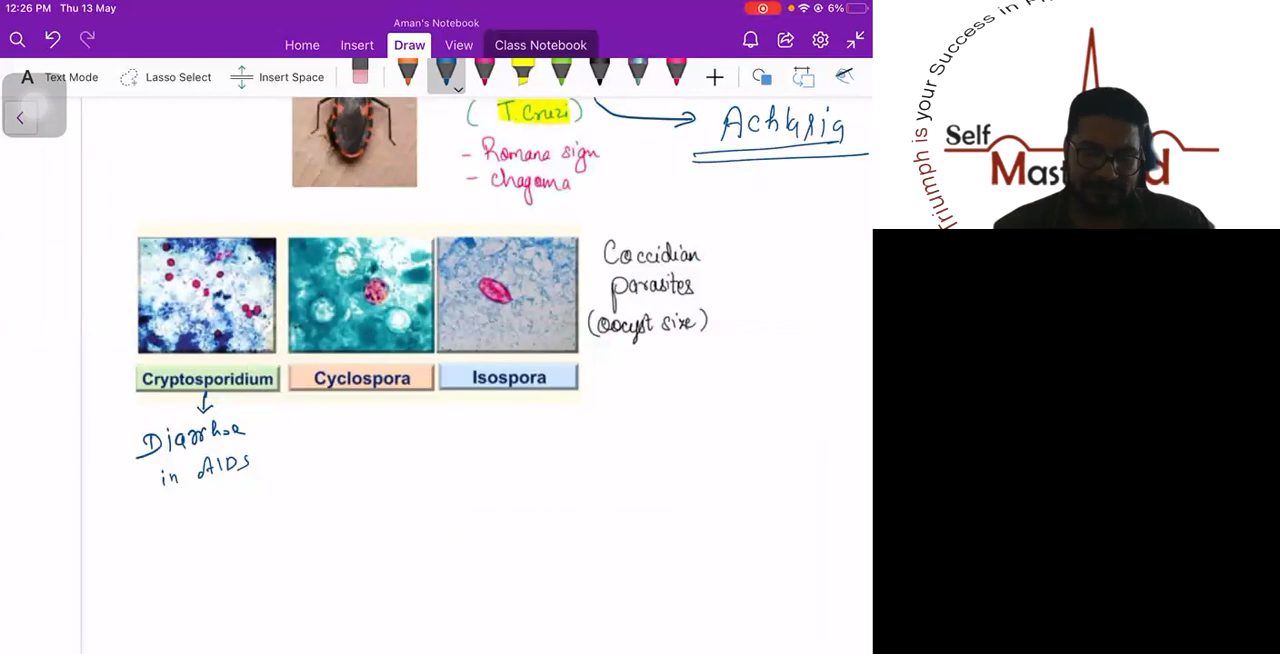 12:26 PM Thu 13 May
6%
Aman's Notebook
Home Insert Draw View Class Notebook
A Text Mode Lasso Select Insert Space
( T. Cruzi )
- Romana sign
- chagoma
Achlasia
Coccidian
parasites
(oocyst size)
Cryptosporidium Cyclospora Isospora
Diarrhoea
in AIDS
Triumph is your Success in
Self
Mast d